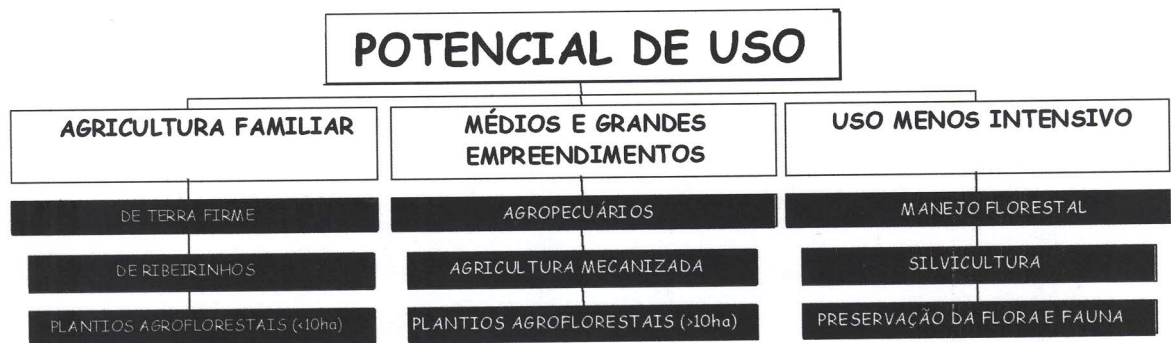 POTENCIAL DE USO
AGRICULTURA FAMILIAR
DE TERRA FIRME
DE RIBEIRINHOS
PLANTIOS AGROFLORESTAIS (<10ha)
MÉDIOS E GRANDES
EMPREENDIMENTOS
AGROPECUÁRIOS
AGRICULTURA MECANIZADA
PLANTIOS AGROFLORESTAIS (>10ha)
USO MENOS INTENSIVO
MANEJO FLORESTAL
SILVICULTURA
PRESERVAÇÃO DA FLORA E FAUNA